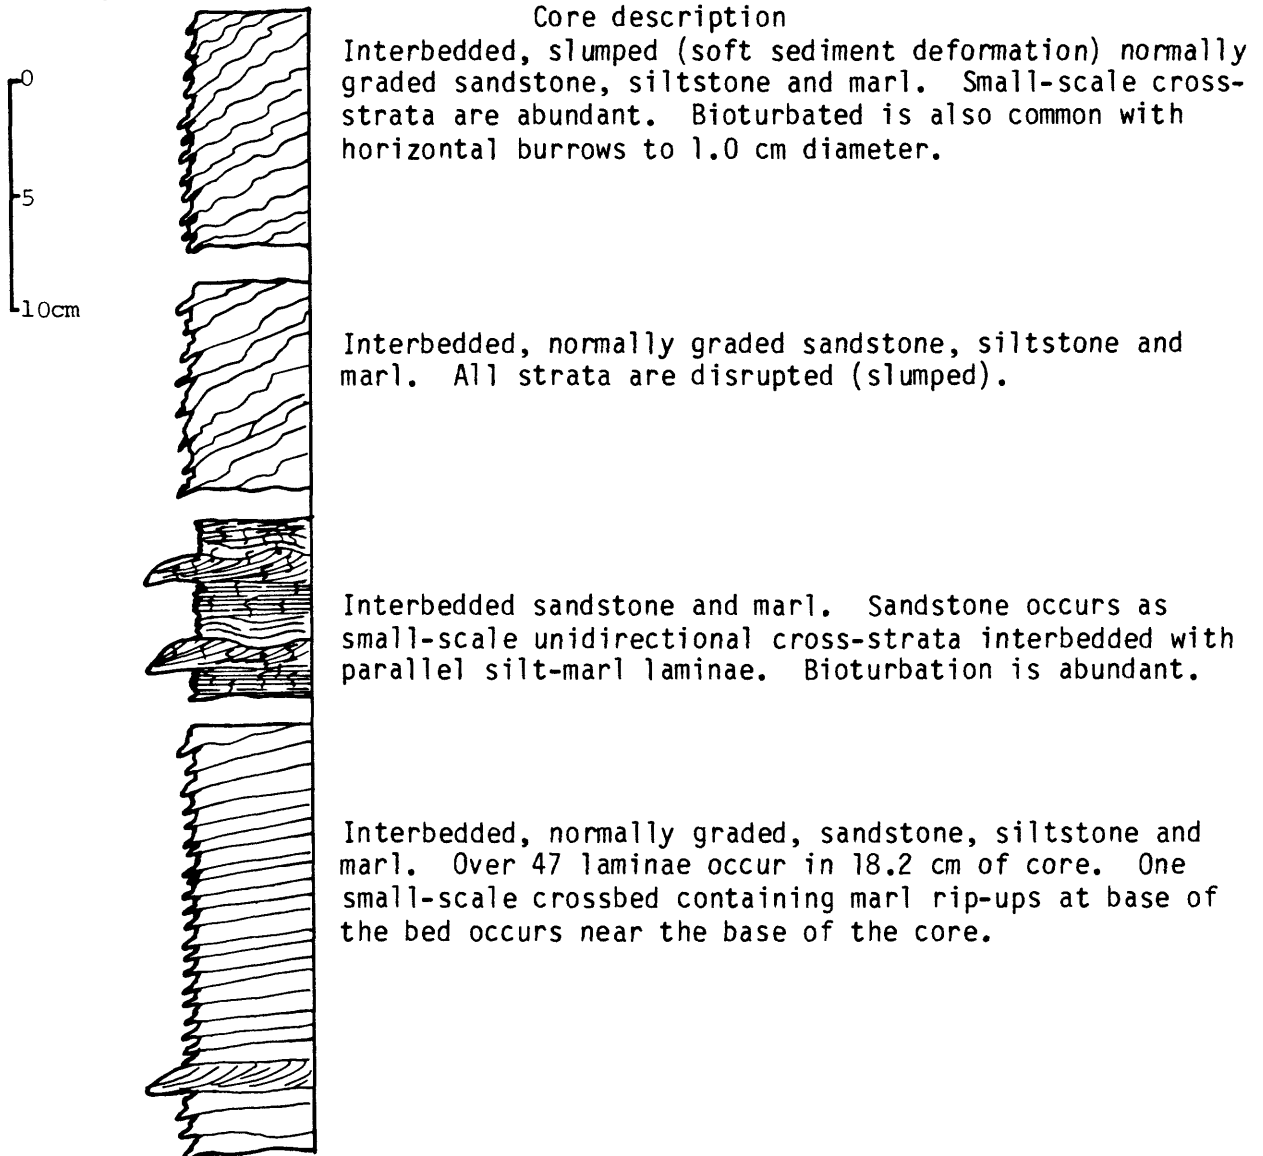 Core description
Interbedded, slumped (soft sediment deformation) normally
graded sandstone, siltstone and marl. Small-scale cross-
strata are abundant. Bioturbated is also common with
horizontal burrows to 1.0 cm diameter.
0
5
10cm
Interbedded, normally graded sandstone, siltstone and
marl. All strata are disrupted (slumped).
Interbedded sandstone and marl. Sandstone occurs as
small-scale unidirectional cross-strata interbedded with
parallel silt-marl laminae. Bioturbation is abundant.
Interbedded, normally graded, sandstone, siltstone and
marl. Over 47 laminae occur in 18.2 cm of core. One
small-scale crossbed containing marl rip-ups at base of
the bed occurs near the base of the core.